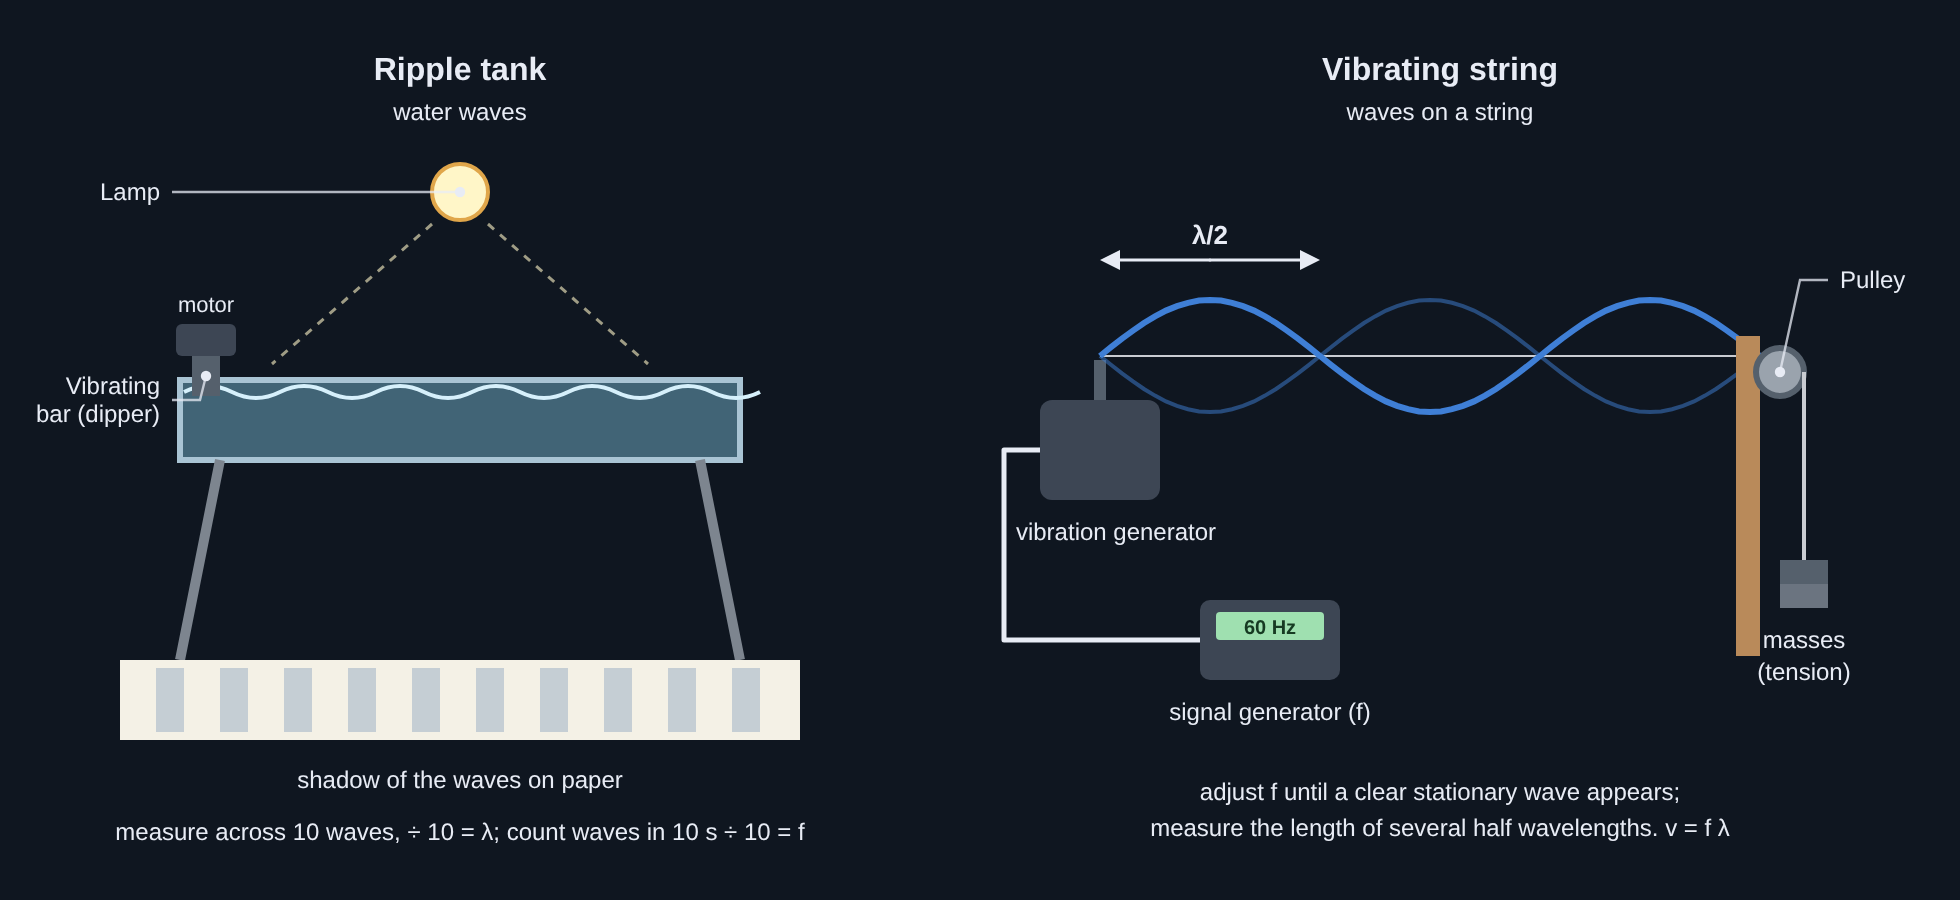 Ripple tank
water waves
Lamp
motor
Vibrating
bar (dipper)
shadow of the waves on paper
measure across 10 waves, ÷ 10 = λ; count waves in 10 s ÷ 10 = f
Vibrating string
waves on a string
λ/2
Pulley
vibration generator
60 Hz
masses
(tension)
signal generator (f)
adjust f until a clear stationary wave appears;
measure the length of several half wavelengths. v = f λ